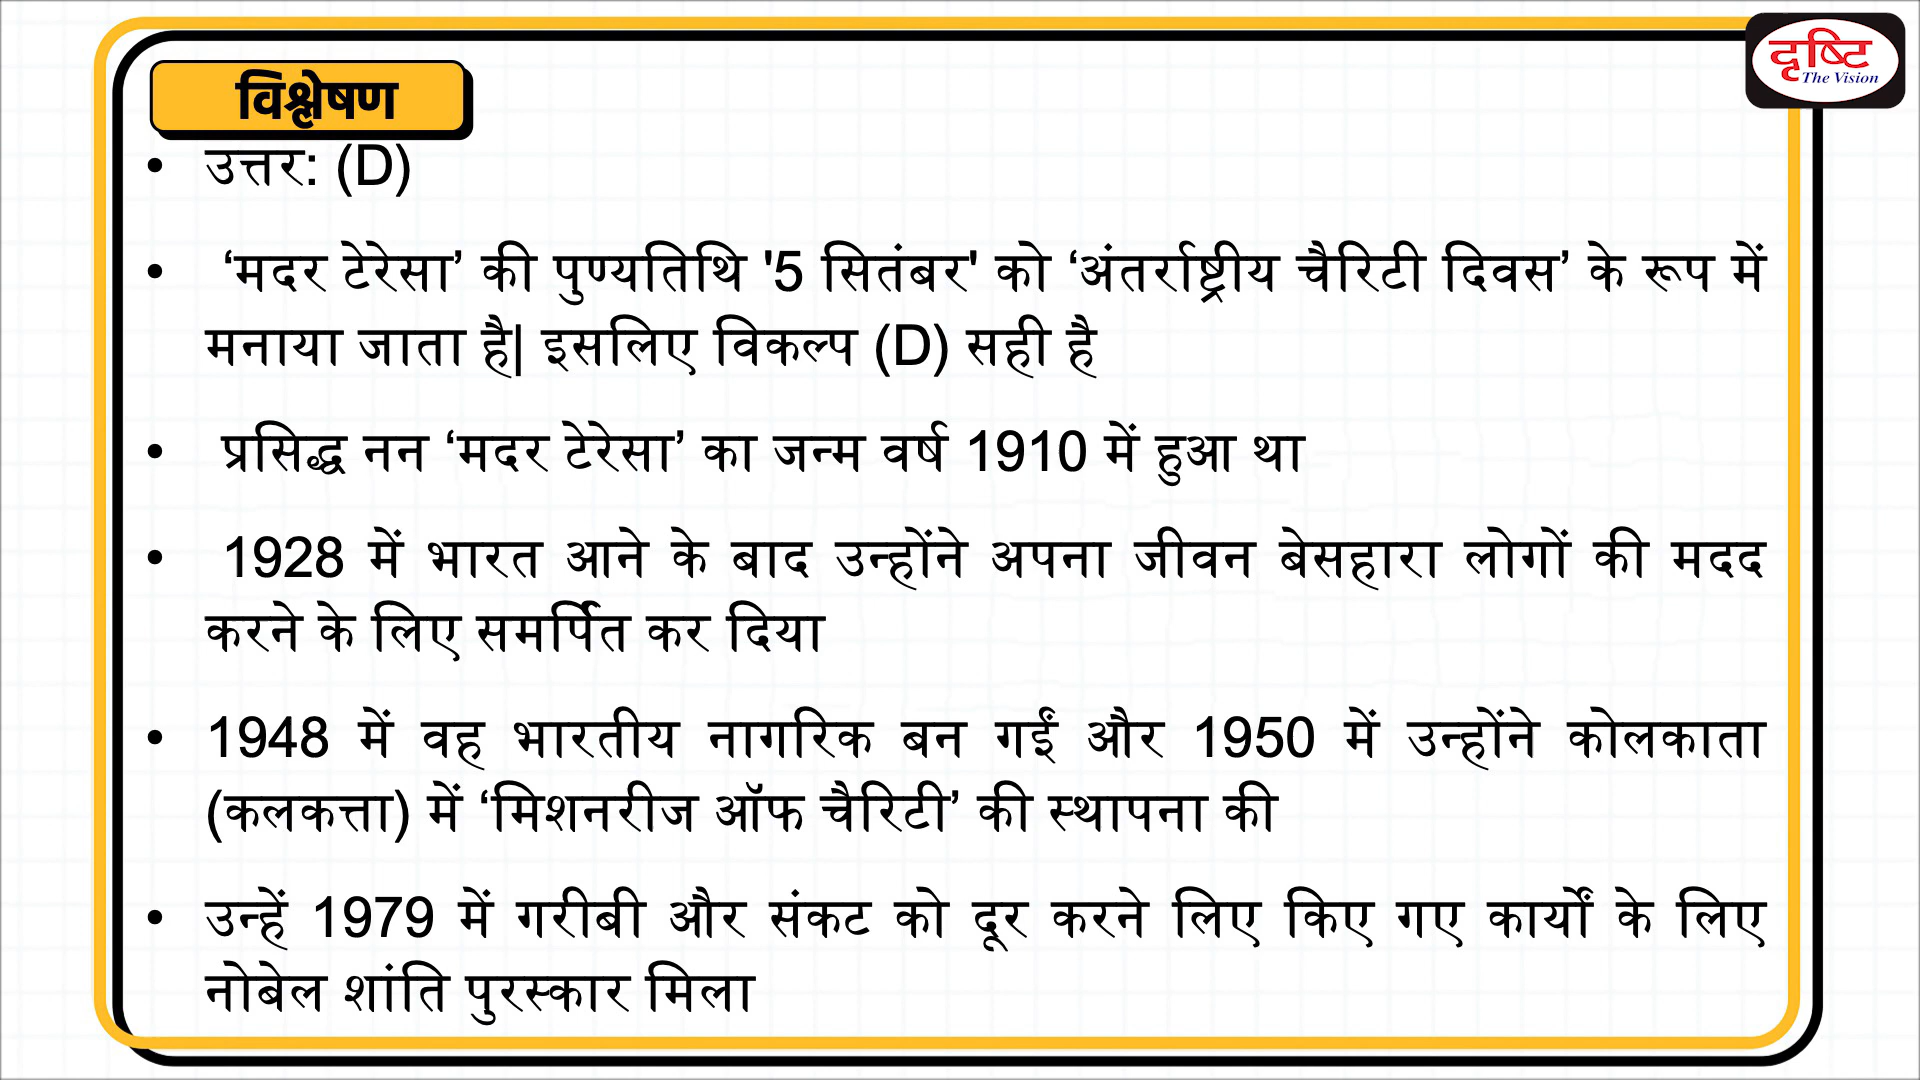 दृष्टि
The Vision
विश्लेषण
• उत्तर: (D)
• ‘मदर टेरेसा’ की पुण्यतिथि '5 सितंबर' को ‘अंतर्राष्ट्रीय चैरिटी दिवस’ के रूप में
मनाया जाता है| इसलिए विकल्प (D) सही है
• प्रसिद्ध नन ‘मदर टेरेसा’ का जन्म वर्ष 1910 में हुआ था
• 1928 में भारत आने के बाद उन्होंने अपना जीवन बेसहारा लोगों की मदद
करने के लिए समर्पित कर दिया
• 1948 में वह भारतीय नागरिक बन गईं और 1950 में उन्होंने कोलकाता
(कलकत्ता) में ‘मिशनरीज ऑफ चैरिटी’ की स्थापना की
• उन्हें 1979 में गरीबी और संकट को दूर करने लिए किए गए कार्यों के लिए
नोबेल शांति पुरस्कार मिला